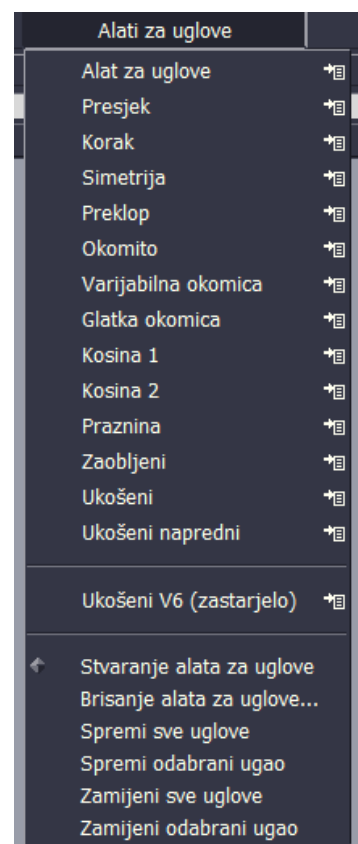 Alati za uglove
Alat za uglove
Presjek
Korak
Simetrija
Preklop
Okomito
Varijabilna okomica
Glatka okomica
Kosina 1
Kosina 2
Praznina
Zaobljeni
Ukošeni
Ukošeni napredni
Ukošeni V6 (zastarjelo)
Stvaranje alata za uglove
Brisanje alata za uglove...
Spremi sve uglove
Spremi odabrani ugao
Zamijeni sve uglove
Zamijeni odabrani ugao